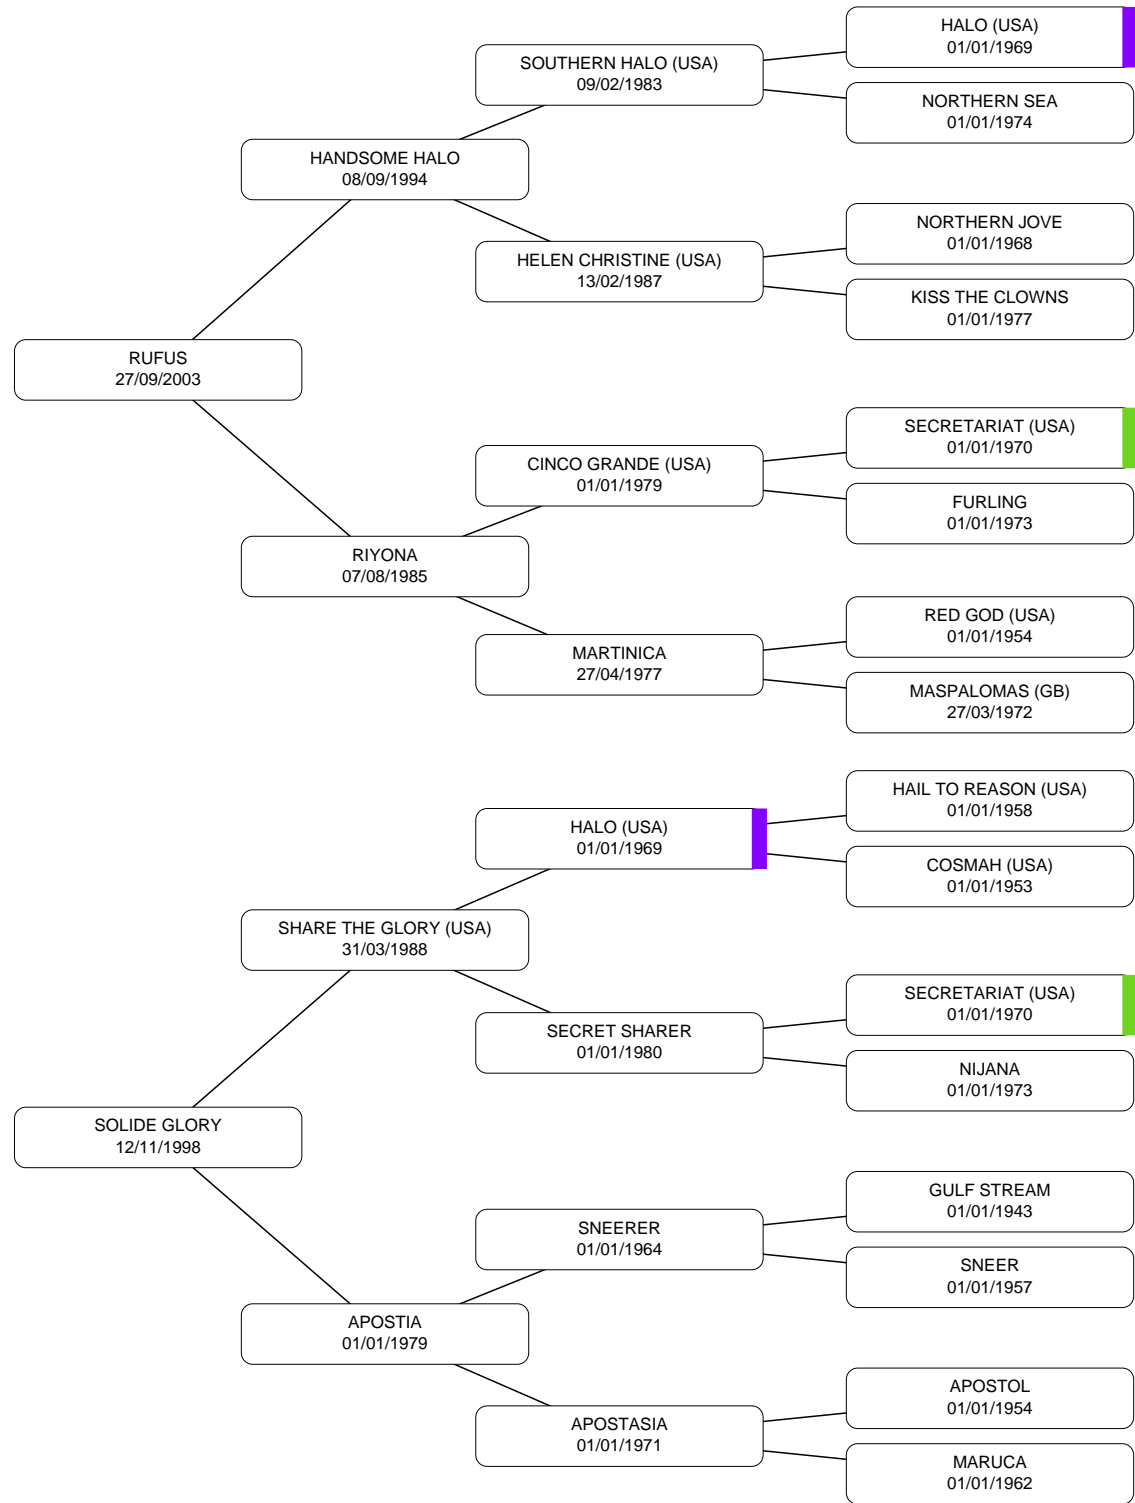 HALO (USA)
01/01/1969
SOUTHERN HALO (USA)
09/02/1983
NORTHERN SEA
01/01/1974
HANDSOME HALO
08/09/1994
NORTHERN JOVE
01/01/1968
HELEN CHRISTINE (USA)
13/02/1987
KISS THE CLOWNS
01/01/1977
RUFUS
27/09/2003
SECRETARIAT (USA)
01/01/1970
CINCO GRANDE (USA)
01/01/1979
FURLING
01/01/1973
RIYONA
07/08/1985
RED GOD (USA)
01/01/1954
MARTINICA
27/04/1977
MASPALOMAS (GB)
27/03/1972
HAIL TO REASON (USA)
01/01/1958
HALO (USA)
01/01/1969
COSMAH (USA)
01/01/1953
SHARE THE GLORY (USA)
31/03/1988
SECRETARIAT (USA)
01/01/1970
SECRET SHARER
01/01/1980
NIJANA
01/01/1973
SOLIDE GLORY
12/11/1998
GULF STREAM
01/01/1943
SNEERER
01/01/1964
SNEER
01/01/1957
APOSTIA
01/01/1979
APOSTOL
01/01/1954
APOSTASIA
01/01/1971
MARUCA
01/01/1962